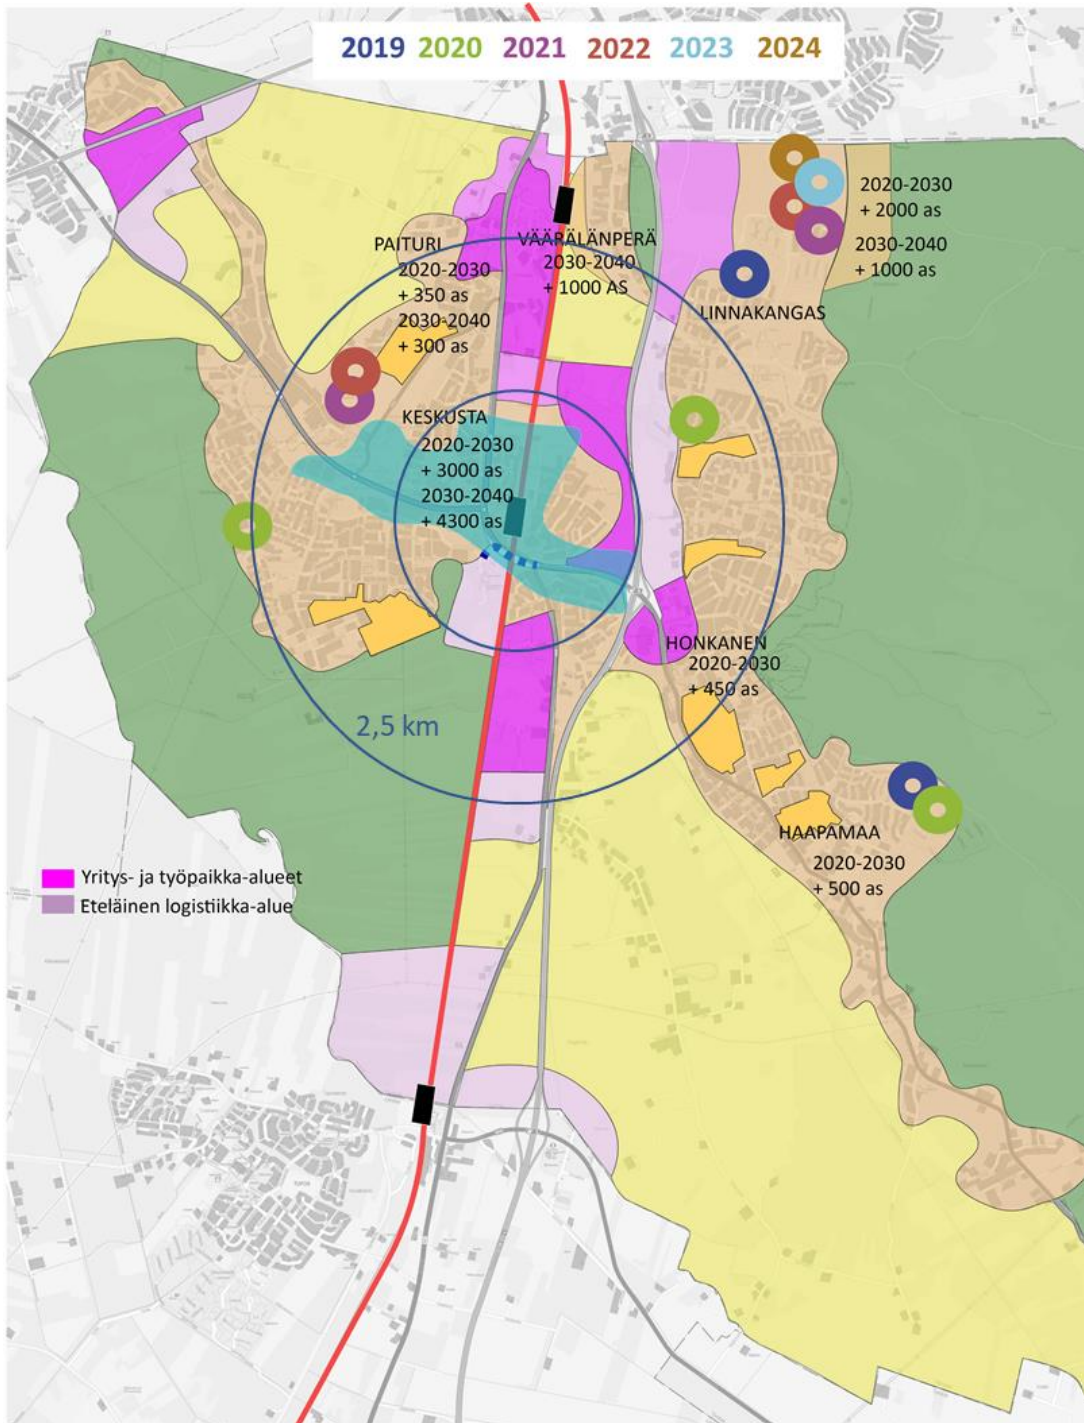 2019 2020 2021 2022 2023 2024
2020-2030
+ 2000 as
2030-2040
+ 1000 as
PAITURI
2020-2030
+ 350 as
2030-2040
+ 300 as
VÄÄRÄLÄNPERÄ
2030-2040
+ 1000 AS
LINNAKANGAS
KESKUSTA
2020-2030
+ 3000 as
2030-2040
+ 4300 as
HONKANEN
2020-2030
+ 450 as
2,5 km
HAAPAMAA
2020-2030
+ 500 as
Yritys- ja työpaikka-alueet
Eteläinen logistiikka-alue